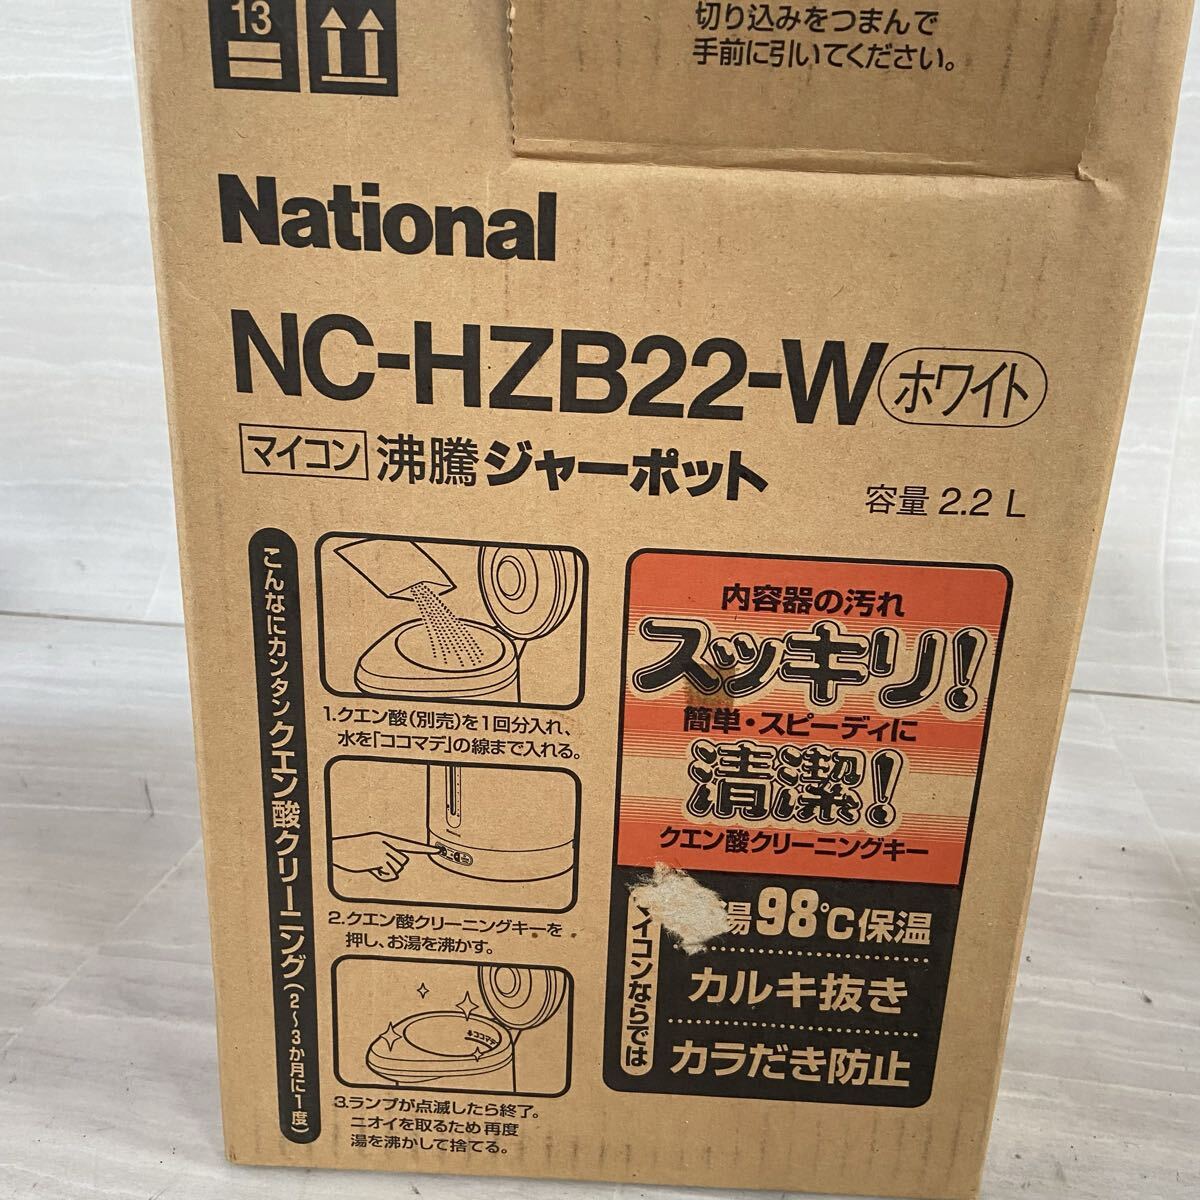 13
切り込みをつまんで
手前に引いてください。
National
NC-HZB22-W ホワイト
マイコン 沸騰ジャーポット
容量 2.2 L
こんなにカンタンクエン酸クリーニング(2〜3か月に1度)
1.クエン酸(別売)を1回分入れ、
水を「ココマデ」の線まで入れる。
2.クエン酸クリーニングキーを
押し、お湯を沸かす。
ココマデ
3.ランプが点滅したら終了。
ニオイを取るため再度
湯を沸かして捨てる。
内容器の汚れ
スッキリ!
簡単・スピーディに
清潔!
クエン酸クリーニングキー
イコンならでは
湯98℃保温
カルキ抜き
カラだき防止